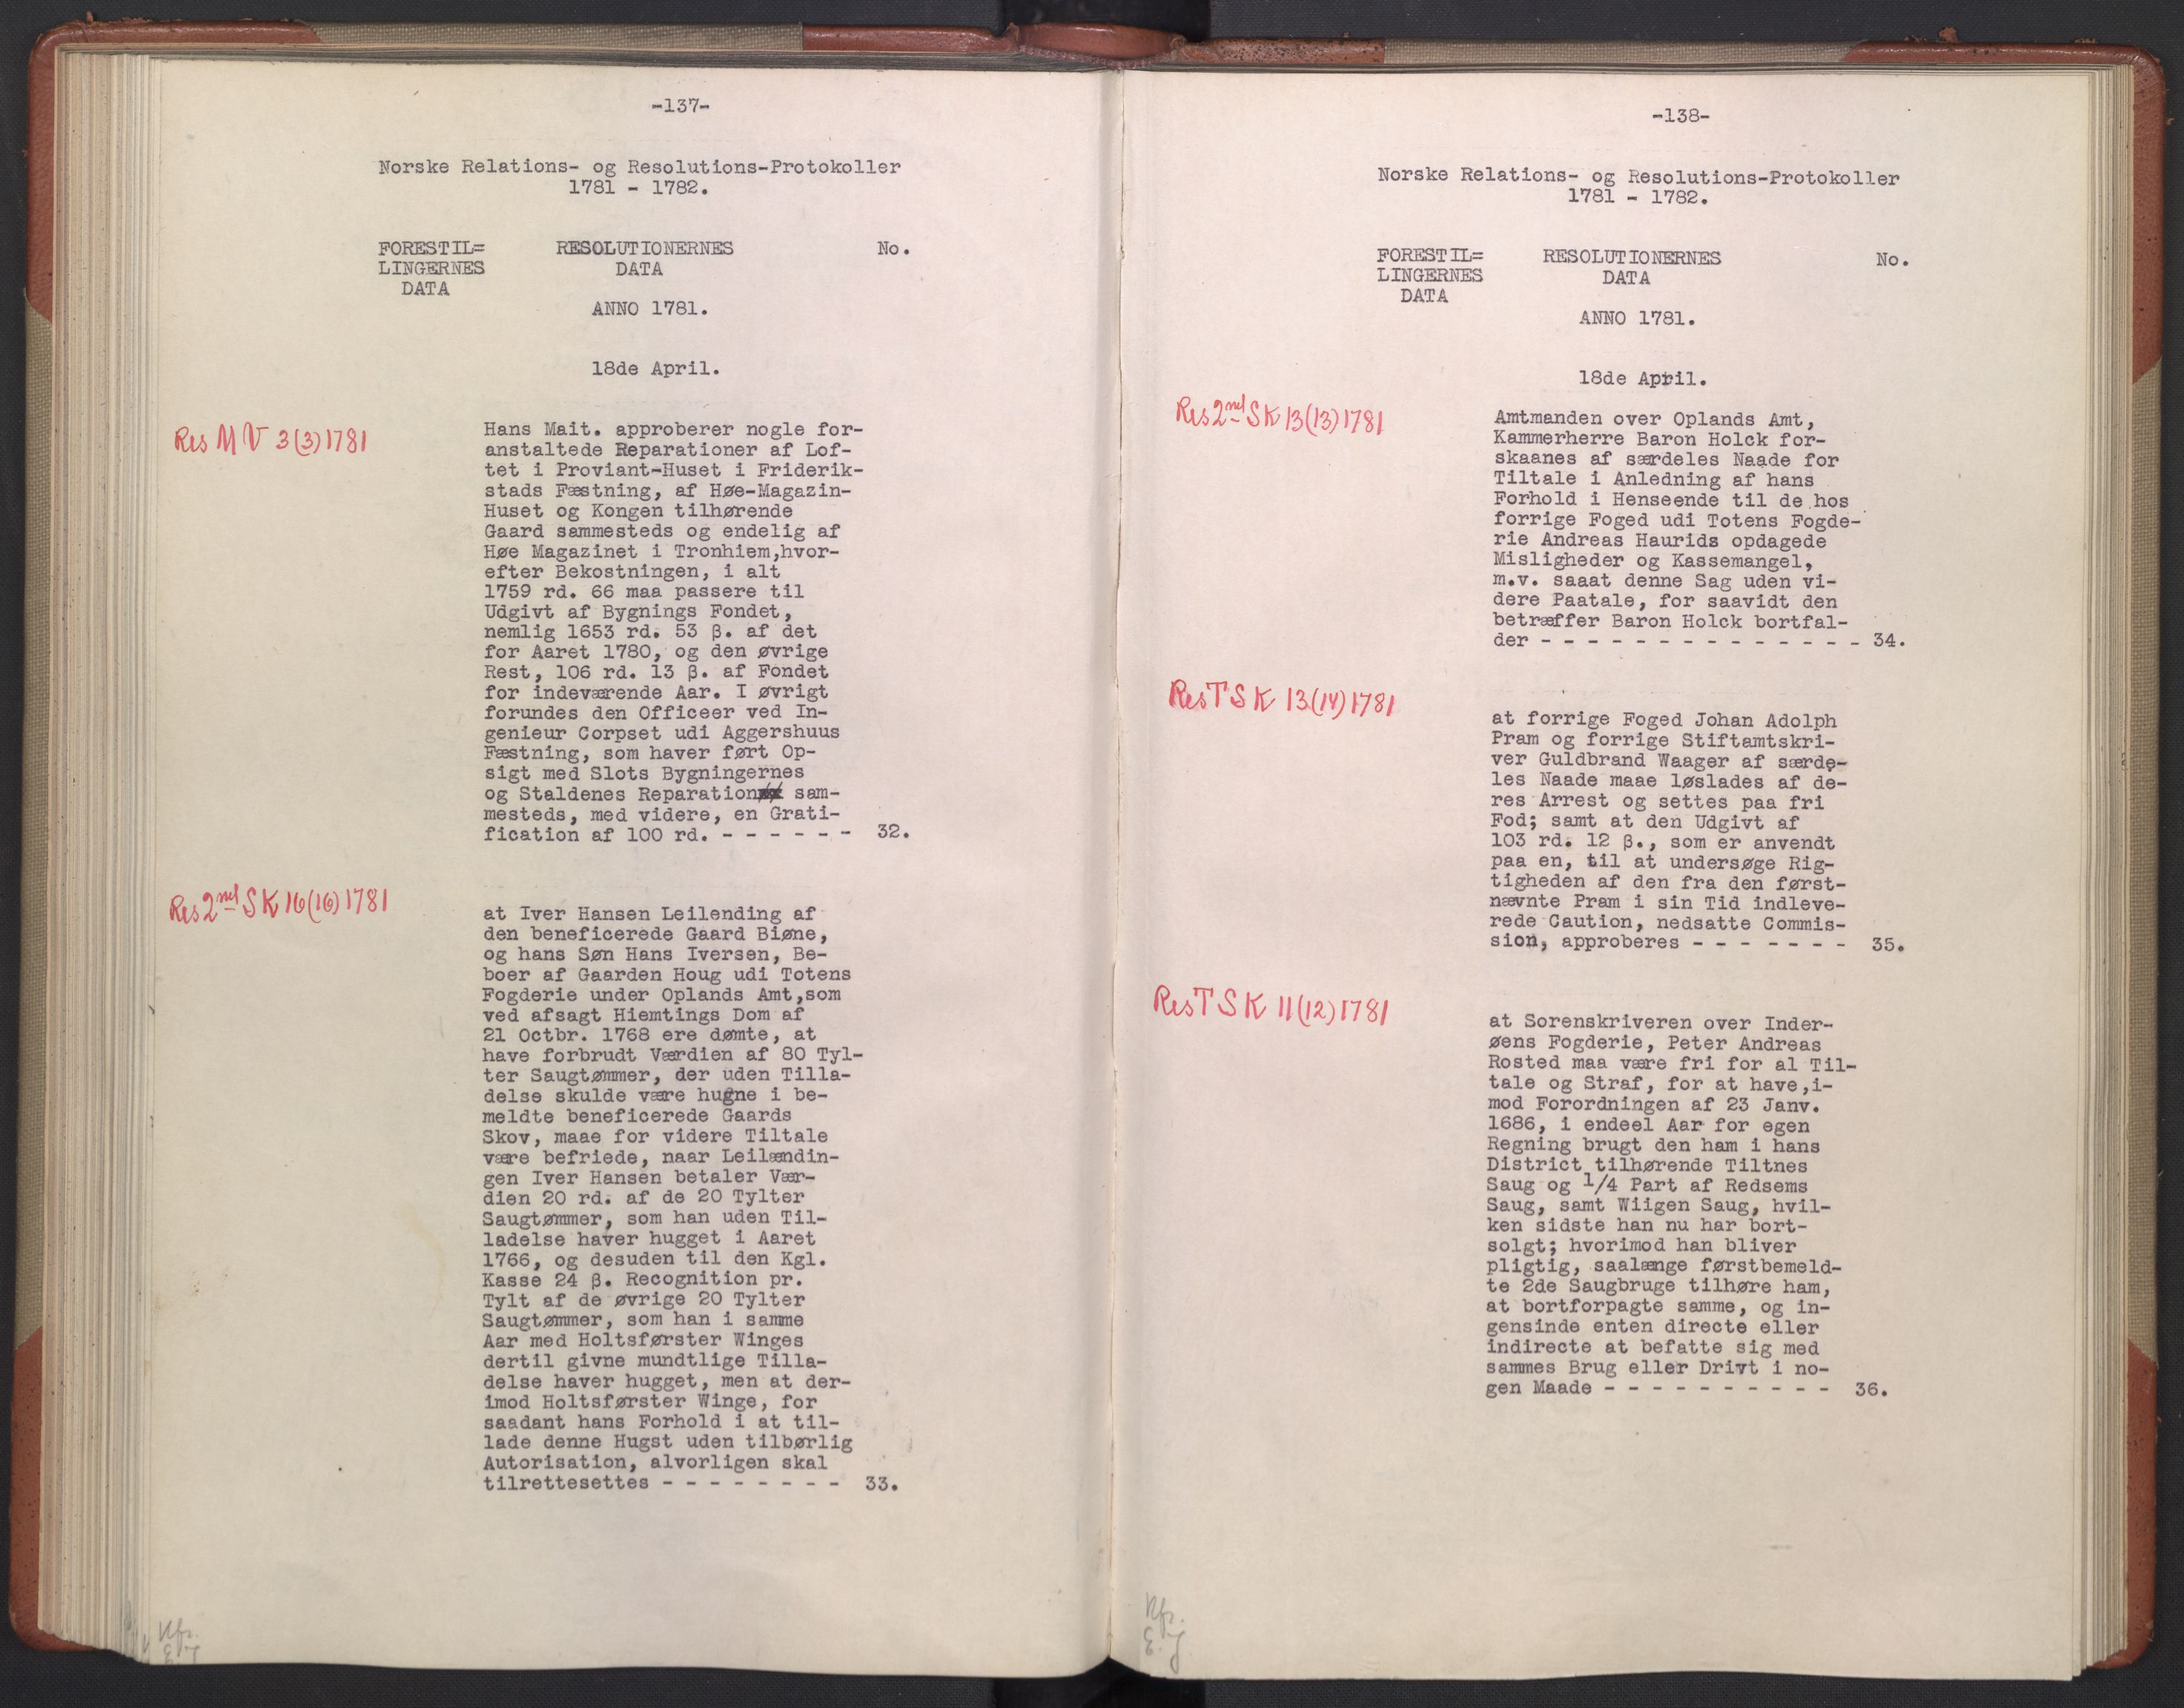 -137-
Norske Relations- og Resolutions-Protokoller
1781 - 1782.
FORESTIL= RESOLUTIONERNES No.
LINGERNES DATA
DATA
ANNO 1781.
18de April.
Res M V 3(3)1781
Hans Mait. approberer nogle for-
anstaltede Reparationer af Lof-
tet i Proviant-Huset i Friderik-
stads Fæstning, af Høe-Magazin-
Huset og Kongen tilhørende
Gaard sammesteds og endelig af
Høe Magazinet i Tronhiem,hvor-
efter Bekostningen, i alt
1759 rd. 66 maa passere til
Udgivt af Bygnings Fondet,
nemlig 1653 rd. 53 β. af det
for Aaret 1780, og den øvrige
Rest, 106 rd. 13 β. af Fondet
for indeværende Aar. I øvrigt
forundes den Officeer ved In-
genieur Corpset udi Aggershuus
Fæstning, som haver ført Op-
sigt med Slots Bygningernes
og Staldenes Reparation sam-
mesteds, med videre, en Grati-
fication af 100 rd. - - - - - - 32.
Res 2nd SK 16(16)1781
at Iver Hansen Leilending af
den beneficerede Gaard Biøne,
og hans Søn Hans Iversen, Be-
boer af Gaarden Houg udi Totens
Fogderie under Oplands Amt,som
ved afsagt Hiemtings Dom af
21 Octbr. 1768 ere dømte, at
have forbrudt Værdien af 80 Tyl-
ter Saugtømmer, der uden Tilla-
delse skulde være hugne i be-
meldte beneficerede Gaards
Skov, maae for videre Tiltale
være befriede, naar Leilændin-
gen Iver Hansen betaler Vær-
dien 20 rd. af de 20 Tylter
Saugtømmer, som han uden Til-
ladelse haver hugget i Aaret
1766, og desuden til den Kgl.
Kasse 24 β. Recognition pr.
Tylt af de øvrige 20 Tylter
Saugtømmer, som han i samme
Aar med Holtsførster Winges
dertil givne mundtlige Tilla-
delse haver hugget, men at der-
imod Holtsførster Winge, for
saadant hans Forhold i at til-
lade denne Hugst uden tilbørlig
Autorisation, alvorligen skal
tilrettesettes - - - - - - - - 33.
-138-
Norske Relations- og Resolutions-Protokoller
1781 - 1782.
FORESTIL= RESOLUTIONERNES No.
LINGERNES DATA
DATA
ANNO 1781.
18de April.
Res 2nd SK 13(13)1781
Amtmanden over Oplands Amt,
Kammerherre Baron Holck for-
skaanes af særdeles Naade for
Tiltale i Anledning af hans
Forhold i Henseende til de hos
forrige Foged udi Totens Fogde-
rie Andreas Haurids opdagede
Misligheder og Kassemangel,
m.v. saaat denne Sag uden vi-
dere Paatale, for saavidt den
betræffer Baron Holck bortfal-
der - - - - - - - - - - - - - - 34.
Res T S K 13(14)1781
at forrige Foged Johan Adolph
Pram og forrige Stiftamtskri-
ver Guldbrand Waager af særde-
les Naade maae løslades af de-
res Arrest og settes paa fri
Fod; samt at den Udgivt af
103 rd. 12 β., som er anvendt
paa en, til at undersøge Rig-
tigheden af den fra den først-
nævnte Pram i sin Tid indleve-
rede Caution, nedsatte Commis-
sion, approberes - - - - - - - 35.
Res T S K 11(12)1781
at Sorenskriveren over Inder-
øens Fogderie, Peter Andreas
Rosted maa være fri for al Til-
tale og Straf, for at have,i-
mod Forordningen af 23 Janv.
1686, i endeel Aar for egen
Regning brugt den ham i hans
District tilhørende Tiltnes
Saug og 1/4 Part af Redsems
Saug, samt Wiigen Saug, hvil-
ken sidste han nu har bort-
solgt; hvorimod han bliver
pligtig, saalænge førstbemeld-
te 2de Saugbruge tilhøre ham,
at bortforpagte samme, og in-
gensinde enten directe eller
indirecte at befatte sig med
sammes Brug eller Drivt i no-
gen Maade - - - - - - - - - - 36.